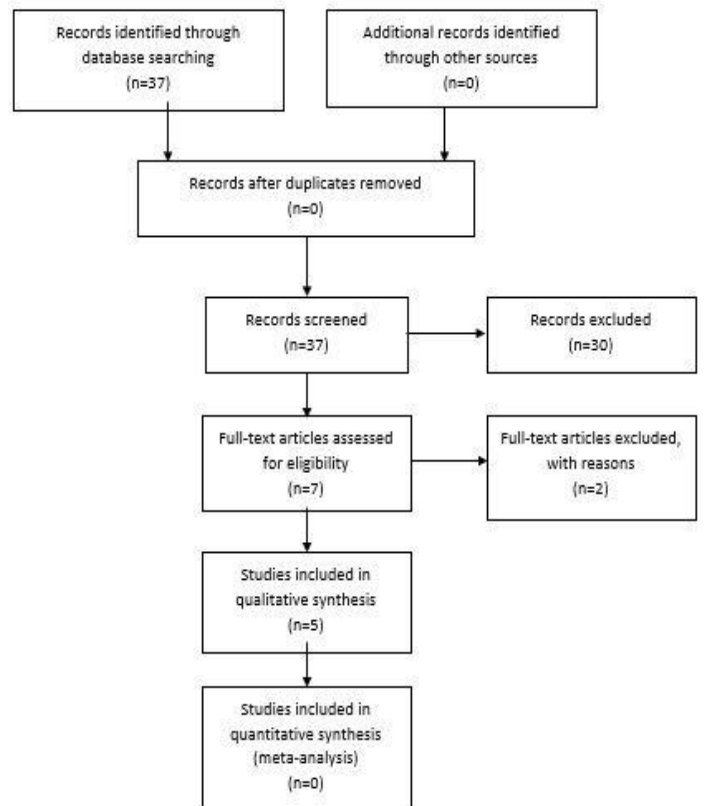 Records identified through
database searching
(n=37)
Additional records identified
through other sources
(n=0)
Records after duplicates removed
(n=0)
Records screened
(n=37)
Records excluded
(n=30)
Full-text articles assessed
for eligibility
(n=7)
Full-text articles excluded,
with reasons
(n=2)
Studies included in
qualitative synthesis
(n=5)
Studies included in
quantitative synthesis
(meta-analysis)
(n=0)